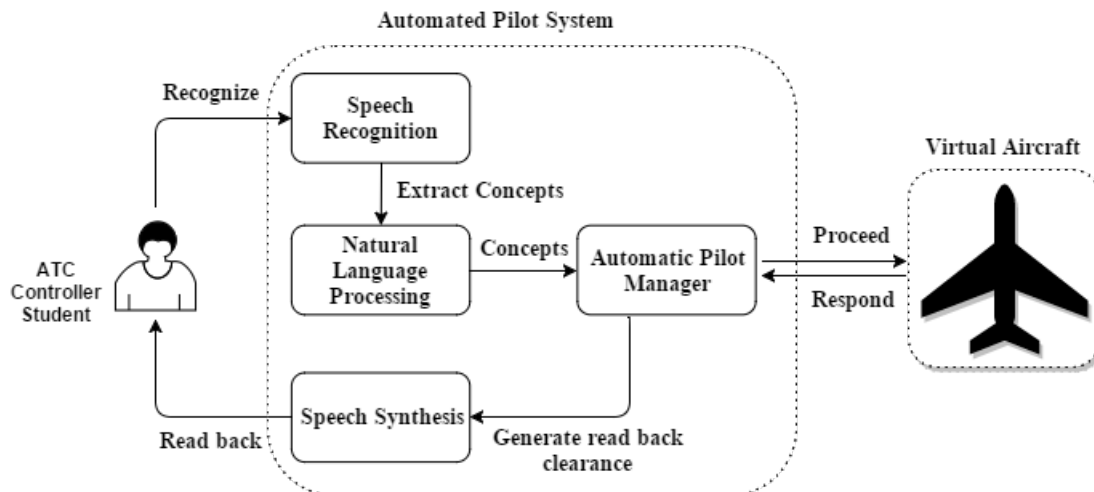 Automated Pilot System
Recognize
Speech
Recognition
Virtual Aircraft
Extract Concepts
Natural
Language
Processing
Concepts
Automatic Pilot
Manager
Proceed
Respond
ATC
Controller
Student
Speech Synthesis
Read back
Generate read back
clearance